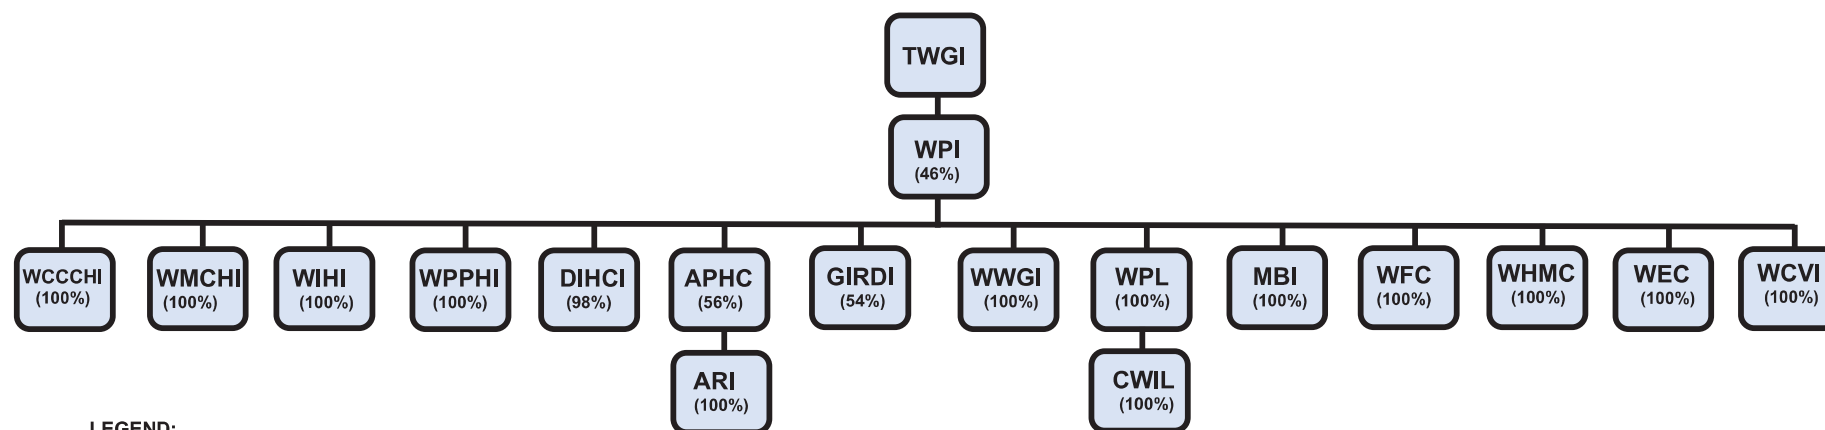 TWGI
WPI
(46%)
WCCCHI
(100%)
WMCHI
(100%)
WIHI
(100%)
WPPHI
(100%)
DIHCI
(98%)
APHC
(56%)
GIRDI
(54%)
WWGI
(100%)
WPL
(100%)
MBI
(100%)
WFC
(100%)
WHMC
(100%)
WEC
(100%)
WCVI
(100%)
ARI
(100%)
CWIL
(100%)
LEGEND: